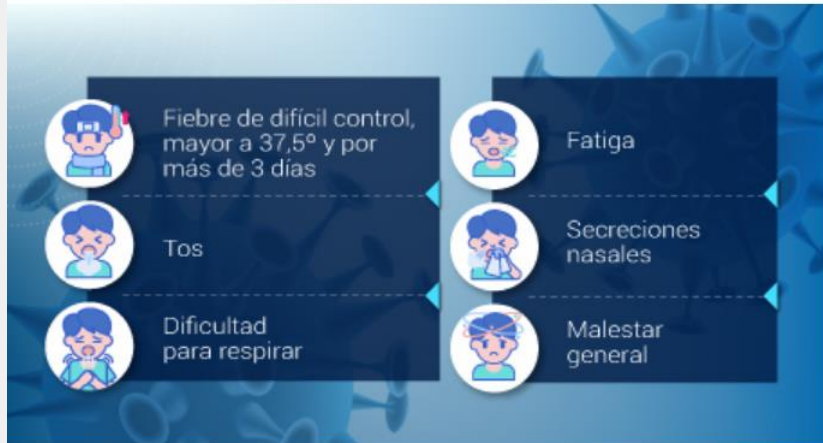 Fiebre de difícil control,
mayor a 37,5º y por
más de 3 días
Tos
Dificultad
para respirar
Fatiga
Secreciones
nasales
Malestar
general